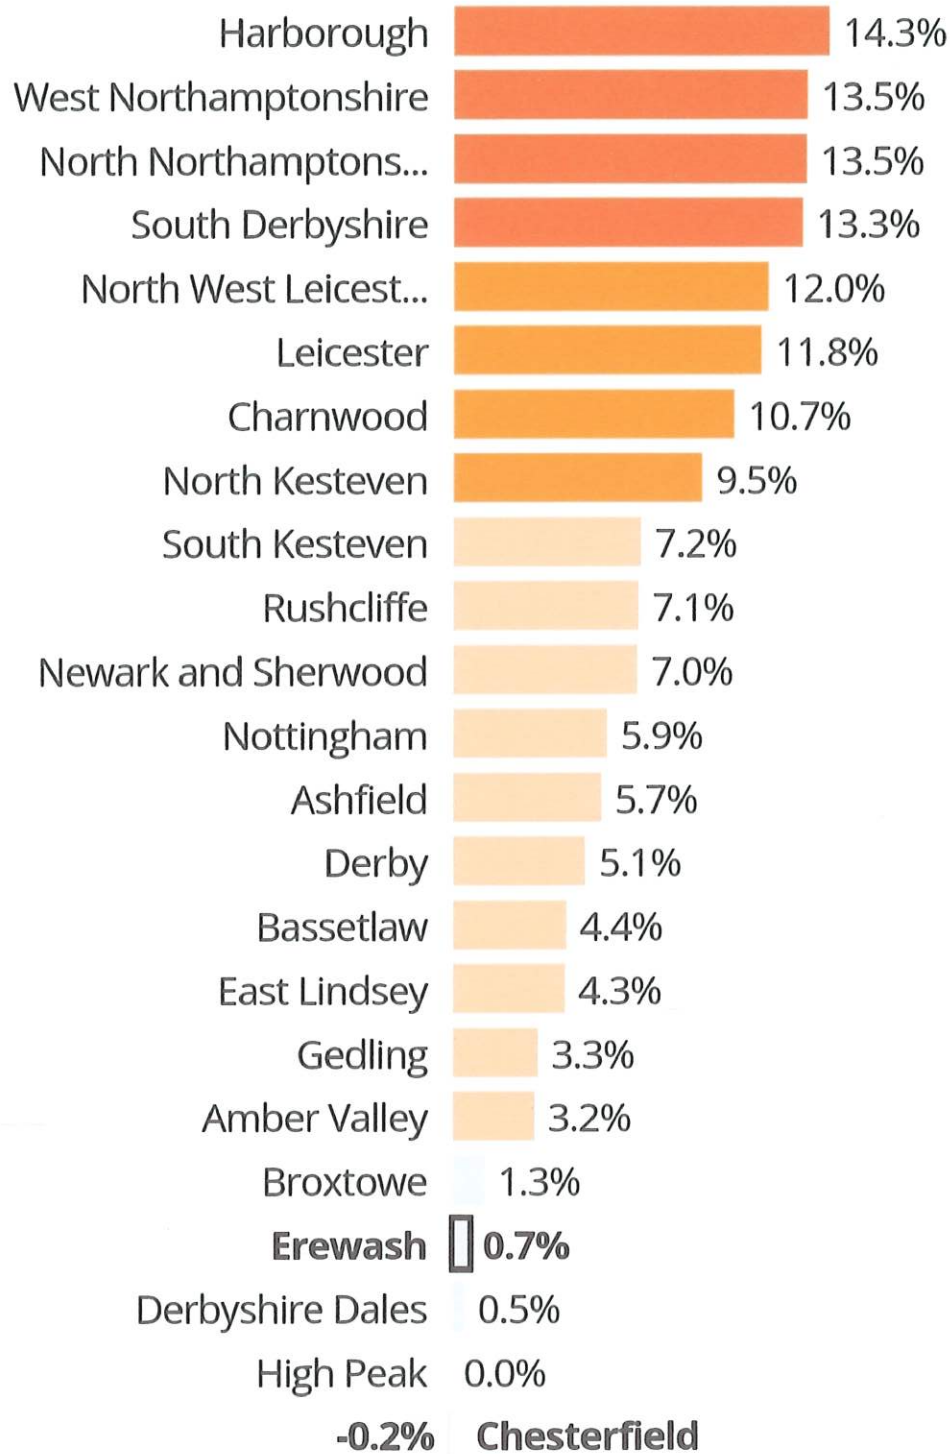 Harborough 14.3%
West Northamptonshire 13.5%
North Northamptons... 13.5%
South Derbyshire 13.3%
North West Leicest... 12.0%
Leicester 11.8%
Charnwood 10.7%
North Kesteven 9.5%
South Kesteven 7.2%
Rushcliffe 7.1%
Newark and Sherwood 7.0%
Nottingham 5.9%
Ashfield 5.7%
Derby 5.1%
Bassetlaw 4.4%
East Lindsey 4.3%
Gedling 3.3%
Amber Valley 3.2%
Broxtowe 1.3%
Erewash 0.7%
Derbyshire Dales 0.5%
High Peak 0.0%
-0.2% Chesterfield